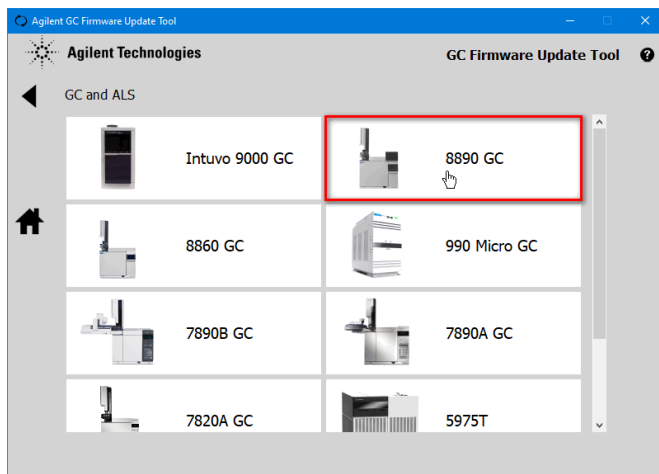 Agilent GC Firmware Update Tool
Agilent Technologies
GC Firmware Update Tool
GC and ALS
Intuvo 9000 GC
8890 GC
8860 GC
990 Micro GC
7890B GC
7890A GC
7820A GC
5975T